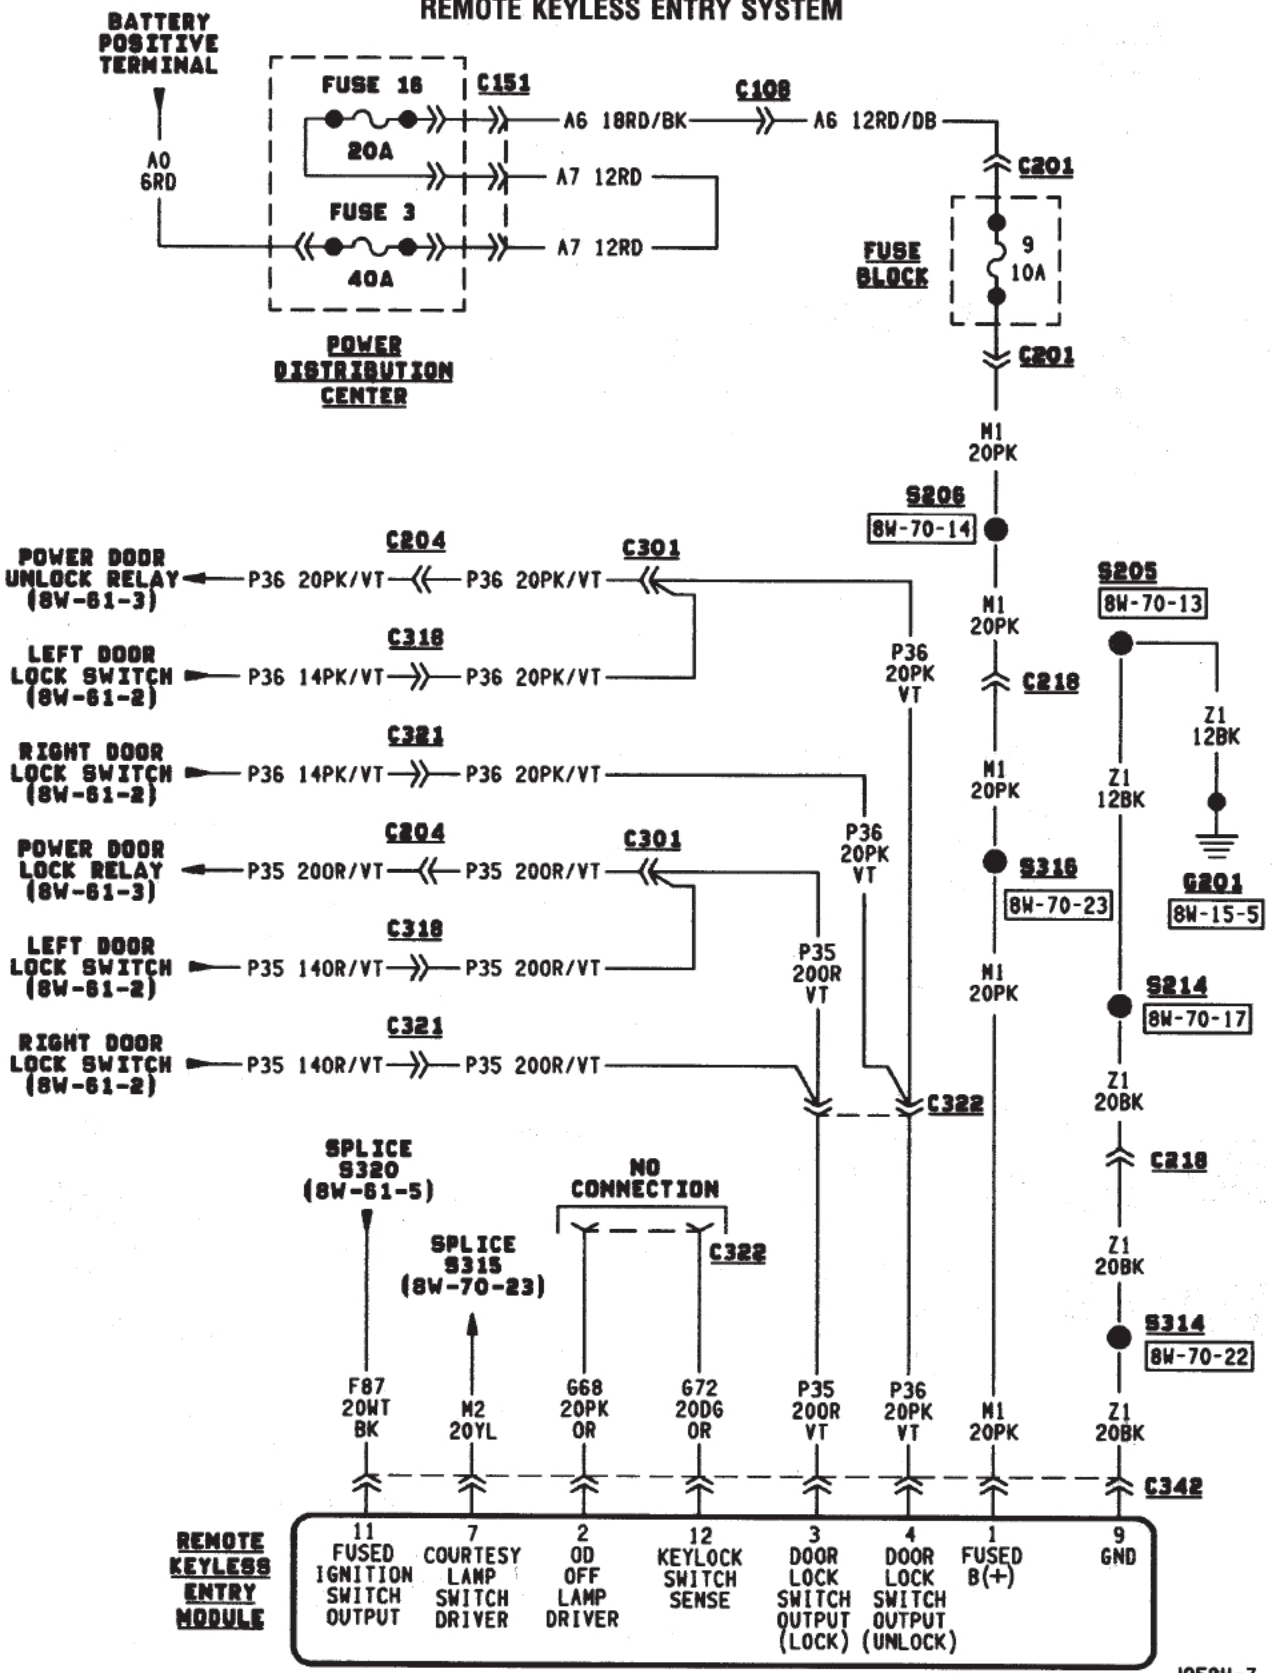 REMOTE KEYLESS ENTRY SYSTEM
BATTERY
POSITIVE
TERMINAL
A0
6RD
FUSE 16
20A
FUSE 3
40A
POWER
DISTRIBUTION
CENTER
C151
A6 18RD/BK
C108
A6 12RD/DB
A7 12RD
A7 12RD
C201
FUSE
BLOCK
9
10A
C201
M1
20PK
S206
8W-70-14
M1
20PK
C218
M1
20PK
S316
8W-70-23
M1
20PK
S205
8W-70-13
Z1
12BK
Z1
12BK
G201
8W-15-5
S214
8W-70-17
Z1
20BK
C218
Z1
20BK
S314
8W-70-22
POWER DOOR
UNLOCK RELAY
(8W-61-3)
P36 20PK/VT
C204
P36 20PK/VT
C301
LEFT DOOR
LOCK SWITCH
(8W-61-2)
P36 14PK/VT
C318
P36 20PK/VT
RIGHT DOOR
LOCK SWITCH
(8W-61-2)
P36 14PK/VT
C321
P36 20PK/VT
POWER DOOR
LOCK RELAY
(8W-61-3)
P35 20OR/VT
C204
P35 20OR/VT
C301
LEFT DOOR
LOCK SWITCH
(8W-61-2)
P35 14OR/VT
C318
P35 20OR/VT
RIGHT DOOR
LOCK SWITCH
(8W-61-2)
P35 14OR/VT
C321
P35 20OR/VT
P36
20PK
VT
P36
20PK
VT
P35
20OR
VT
C322
SPLICE
S320
(8W-61-5)
SPLICE
S315
(8W-70-23)
NO
CONNECTION
C322
F87
20WT
BK
M2
20YL
G68
20PK
OR
G72
20DG
OR
P35
20OR
VT
P36
20PK
VT
M1
20PK
Z1
20BK
C342
REMOTE
KEYLESS
ENTRY
MODULE
11
FUSED
IGNITION
SWITCH
OUTPUT
7
COURTESY
LAMP
SWITCH
DRIVER
2
OD
OFF
LAMP
DRIVER
12
KEYLOCK
SWITCH
SENSE
3
DOOR
LOCK
SWITCH
OUTPUT
(LOCK)
4
DOOR
LOCK
SWITCH
OUTPUT
(UNLOCK)
1
FUSED
B(+)
9
GND